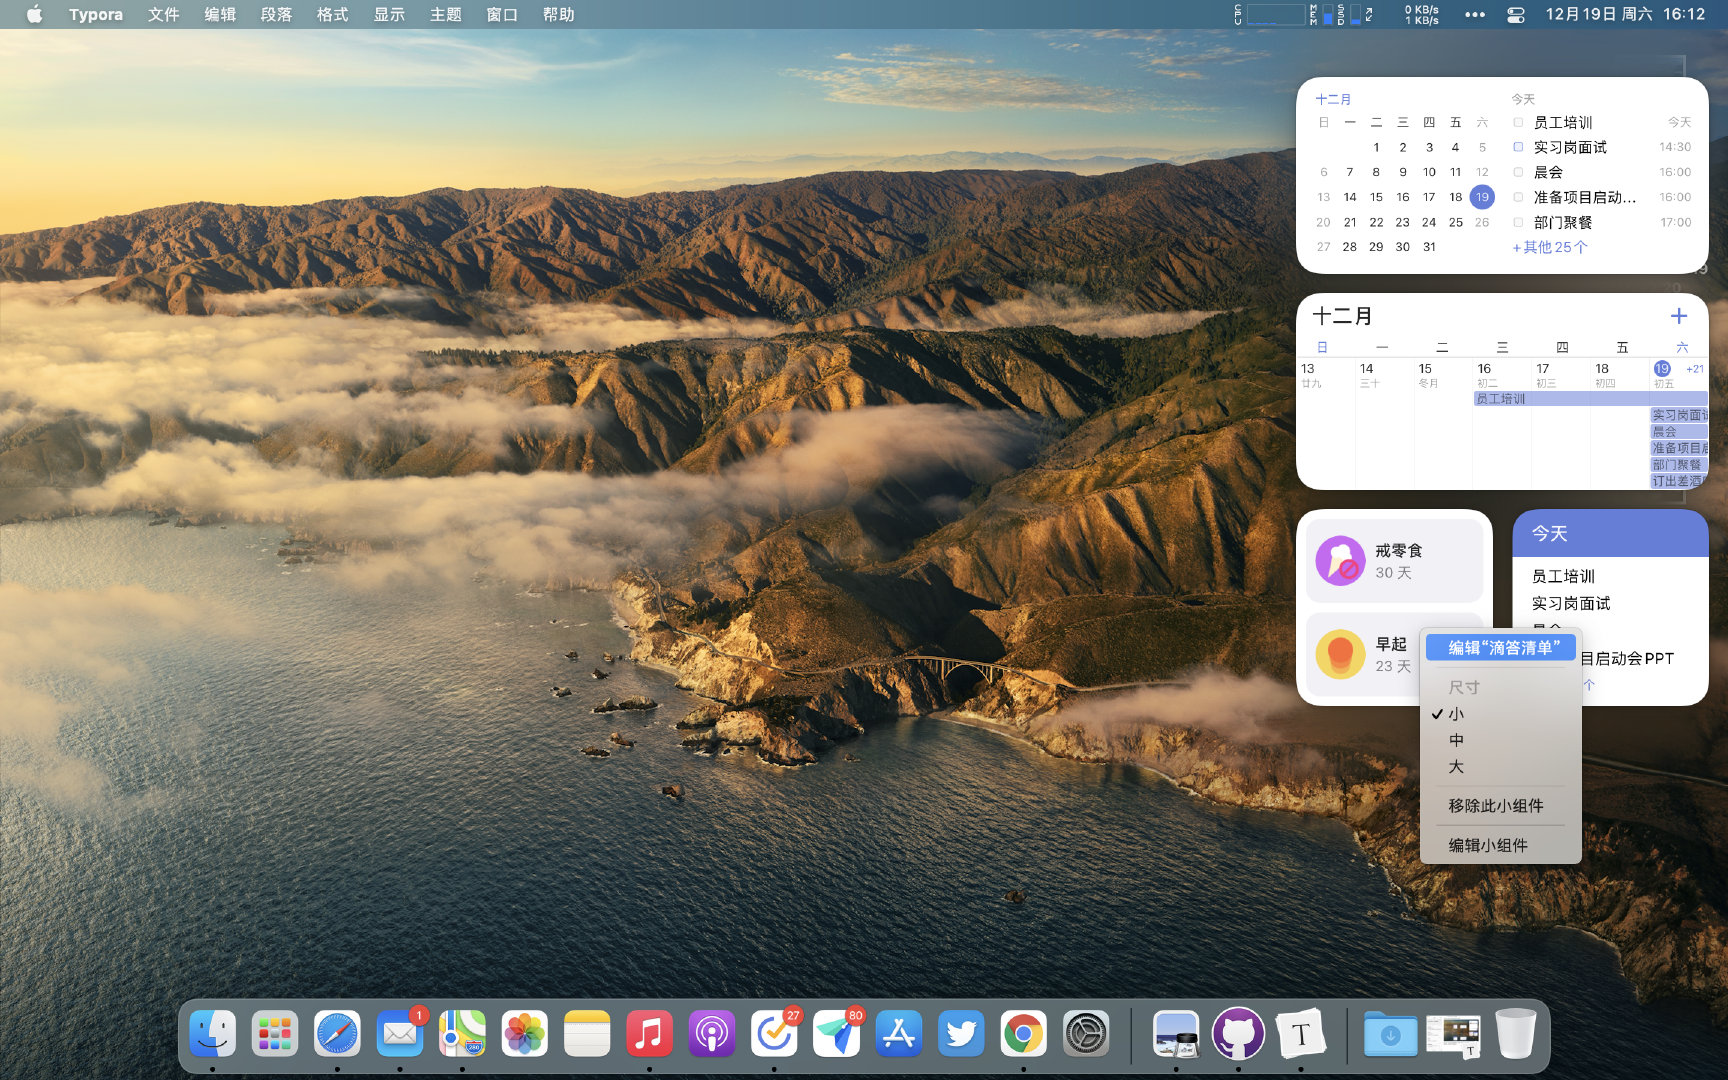 Typora 文件 编辑 段落 格式 显示 主题 窗口 帮助
CPU MEM SSD 0 KB/s
1 KB/s
12月19日 周六 16:12
十二月
日 一 二 三 四 五 六
1 2 3 4 5
6 7 8 9 10 11 12
13 14 15 16 17 18 19
20 21 22 23 24 25 26
27 28 29 30 31
今天
员工培训 今天
实习岗面试 14:30
晨会 16:00
准备项目启动... 16:00
部门聚餐 17:00
+其他25个
十二月 +
日 一 二 三 四 五 六
13 14 15 16 17 18 19 +21
廿九 三十 冬月 初二 初三 初四 初五
员工培训
实习岗面试
晨会
准备项目启
部门聚餐
订出差酒
戒零食
30 天
早起
23 天
今天
员工培训
实习岗面试
晨会
目启动会PPT
个
编辑“滴答清单”
尺寸
小
中
大
移除此小组件
编辑小组件
1
280
27
80
T
T